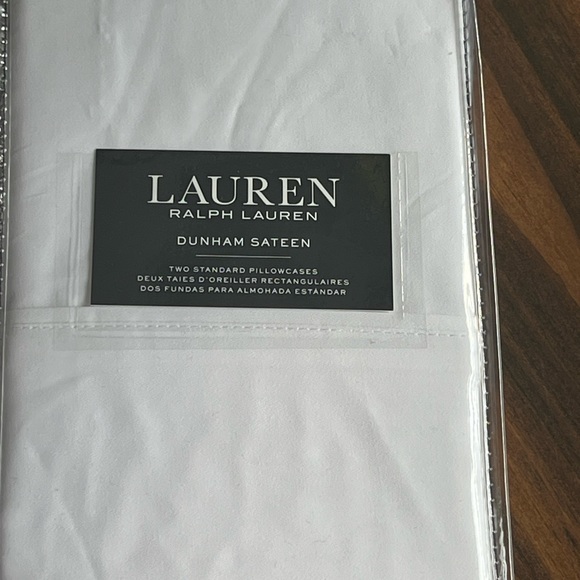 LAUREN
RALPH LAUREN
DUNHAM SATEEN
TWO STANDARD PILLOWCASES
DEUX TAIES D'OREILLER RECTANGULAIRES
DOS FUNDAS PARA ALMOHADA ESTÁNDAR